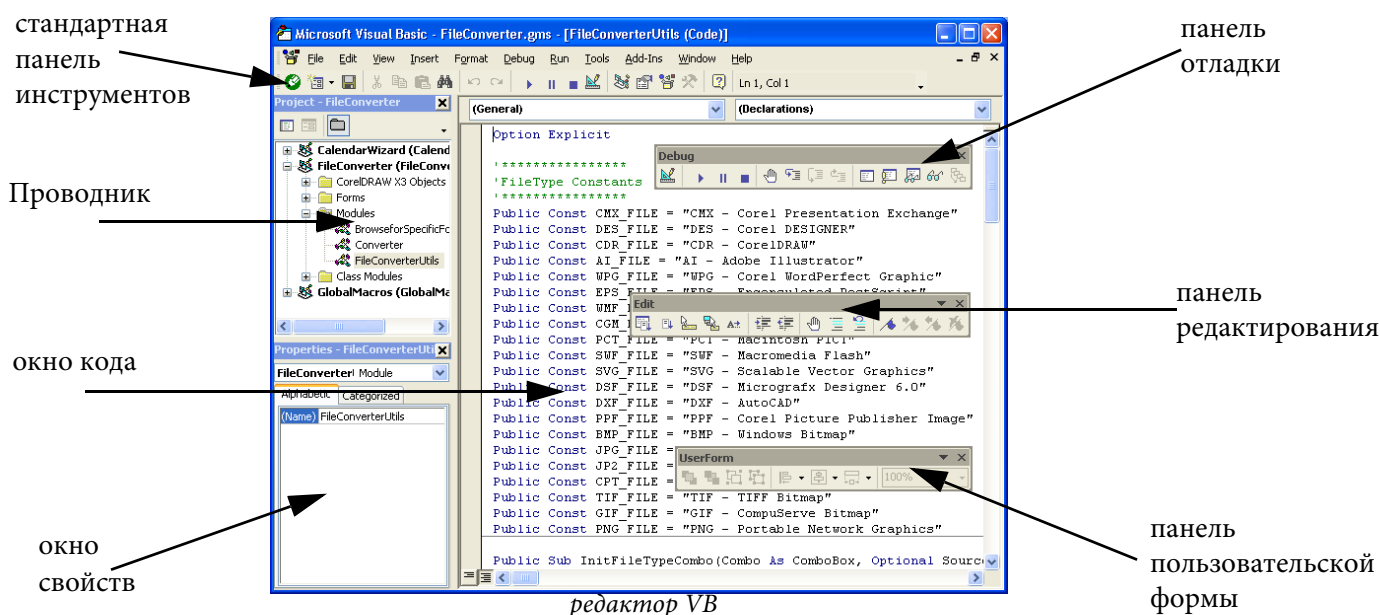 стандартная
панель
инструментов
Проводник
окно кода
окно
свойств
Microsoft Visual Basic - FileConverter.gms - [FileConverterUtils (Code)]
File Edit View Insert Format Debug Run Tools Add-Ins Window Help
Ln 1, Col 1
Project - FileConverter
CalendarWizard (Calend
FileConverter (FileConve
CorelDRAW X3 Objects
Forms
Modules
BrowseforSpecificFo
Converter
FileConverterUtils
Class Modules
GlobalMacros (GlobalMa
Properties - FileConverterUti
FileConverter Module
Alphabetic Categorized
(Name) FileConverterUtils
(General) (Declarations)
Option Explicit
'****************
'FileType Constants
'****************
Public Const CMX_FILE = "CMX - Corel Presentation Exchange"
Public Const DES_FILE = "DES - Corel DESIGNER"
Public Const CDR_FILE = "CDR - CorelDRAW"
Public Const AI_FILE = "AI - Adobe Illustrator"
Public Const WPG_FILE = "WPG - Corel WordPerfect Graphic"
Public Const EPS_FILE = "EPS - Encapsulated PostScript"
Public Const WMF_
Public Const CGM_
Public Const PCT_FILE = "PCT - Macintosh PICT"
Public Const SWF_FILE = "SWF - Macromedia Flash"
Public Const SVG_FILE = "SVG - Scalable Vector Graphics"
Public Const DSF_FILE = "DSF - Micrografx Designer 6.0"
Public Const DXF_FILE = "DXF - AutoCAD"
Public Const PPF_FILE = "PPF - Corel Picture Publisher Image"
Public Const BMP_FILE = "BMP - Windows Bitmap"
Public Const JPG_FILE =
Public Const JP2_FILE =
Public Const CPT_FILE =
Public Const TIF_FILE = "TIF - TIFF Bitmap"
Public Const GIF_FILE = "GIF - CompuServe Bitmap"
Public Const PNG_FILE = "PNG - Portable Network Graphics"
Public Sub InitFileTypeCombo(Combo As ComboBox, Optional Source
Debug
Edit
UserForm
100%
панель
отладки
панель
редактирования
панель
пользовательской
формы
редактор VB